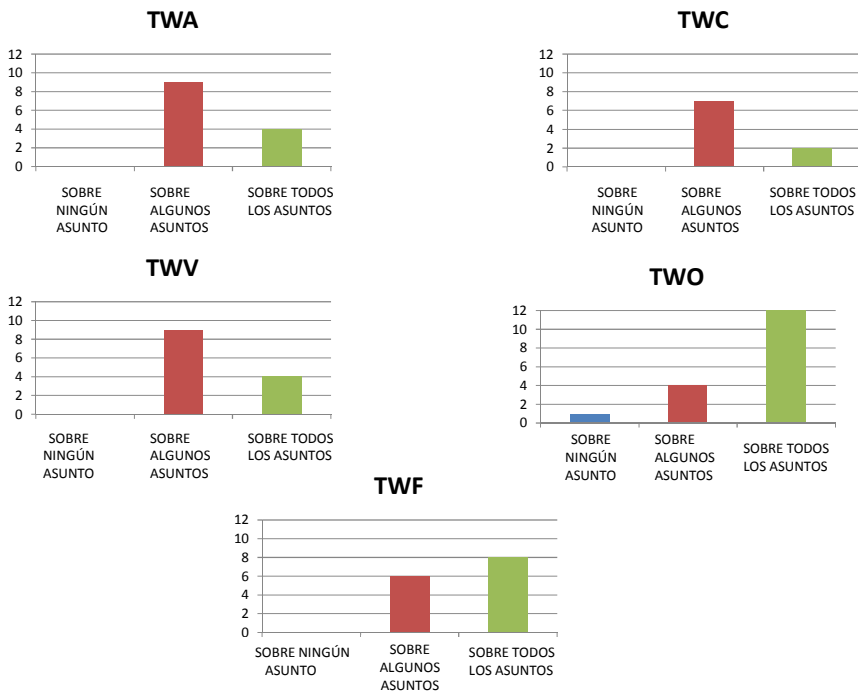 TWA
12
10
8
6
4
2
0
SOBRE
NINGÚN
ASUNTO
SOBRE
ALGUNOS
ASUNTOS
SOBRE TODOS
LOS ASUNTOS
TWC
12
10
8
6
4
2
0
SOBRE
NINGÚN
ASUNTO
SOBRE
ALGUNOS
ASUNTOS
SOBRE TODOS
LOS ASUNTOS
TWV
12
10
8
6
4
2
0
SOBRE
NINGÚN
ASUNTO
SOBRE
ALGUNOS
ASUNTOS
SOBRE TODOS
LOS ASUNTOS
TWO
12
10
8
6
4
2
0
SOBRE
NINGÚN
ASUNTO
SOBRE
ALGUNOS
ASUNTOS
SOBRE TODOS
LOS ASUNTOS
TWF
12
10
8
6
4
2
0
SOBRE NINGÚN
ASUNTO
SOBRE
ALGUNOS
ASUNTOS
SOBRE TODOS
LOS ASUNTOS